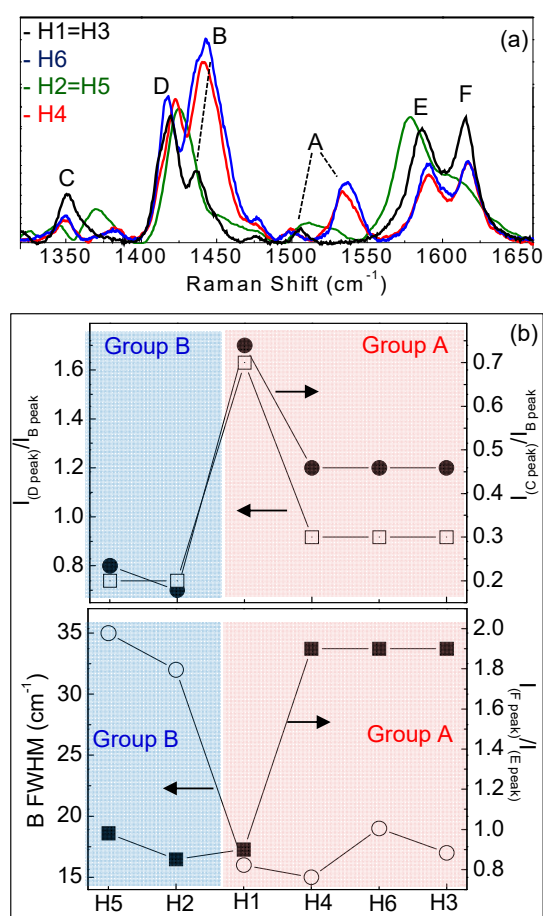 (a)
- H1=H3
- H6
- H2=H5
- H4
B
D
A
E
F
C
1350 1400 1450 1500 1550 1600 1650
Raman Shift (cm⁻¹)
(b)
Group B
Group A
I(D peak)/I B peak
1.6
1.4
1.2
1.0
0.8
0.7
0.6
0.5
0.4
0.3
0.2
I(C peak)/I B peak
B FWHM (cm⁻¹)
35
30
25
20
15
Group B
Group A
2.0
1.8
1.6
1.4
1.2
1.0
0.8
I(F peak)/I(E peak)
H5 H2 H1 H4 H6 H3